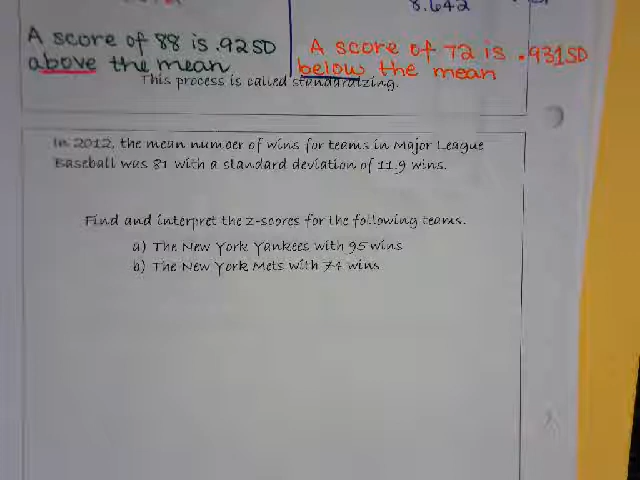 8.642
A score of 88 is .92SD
above the mean
A score of 72 is .931SD
below the mean
This process is called standardizing.
In 2012, the mean number of wins for teams in Major League
Baseball was 81 with a standard deviation of 11.9 wins.
Find and interpret the z-scores for the following teams.
a) The New York Yankees with 95 wins
b) The New York Mets with 74 wins